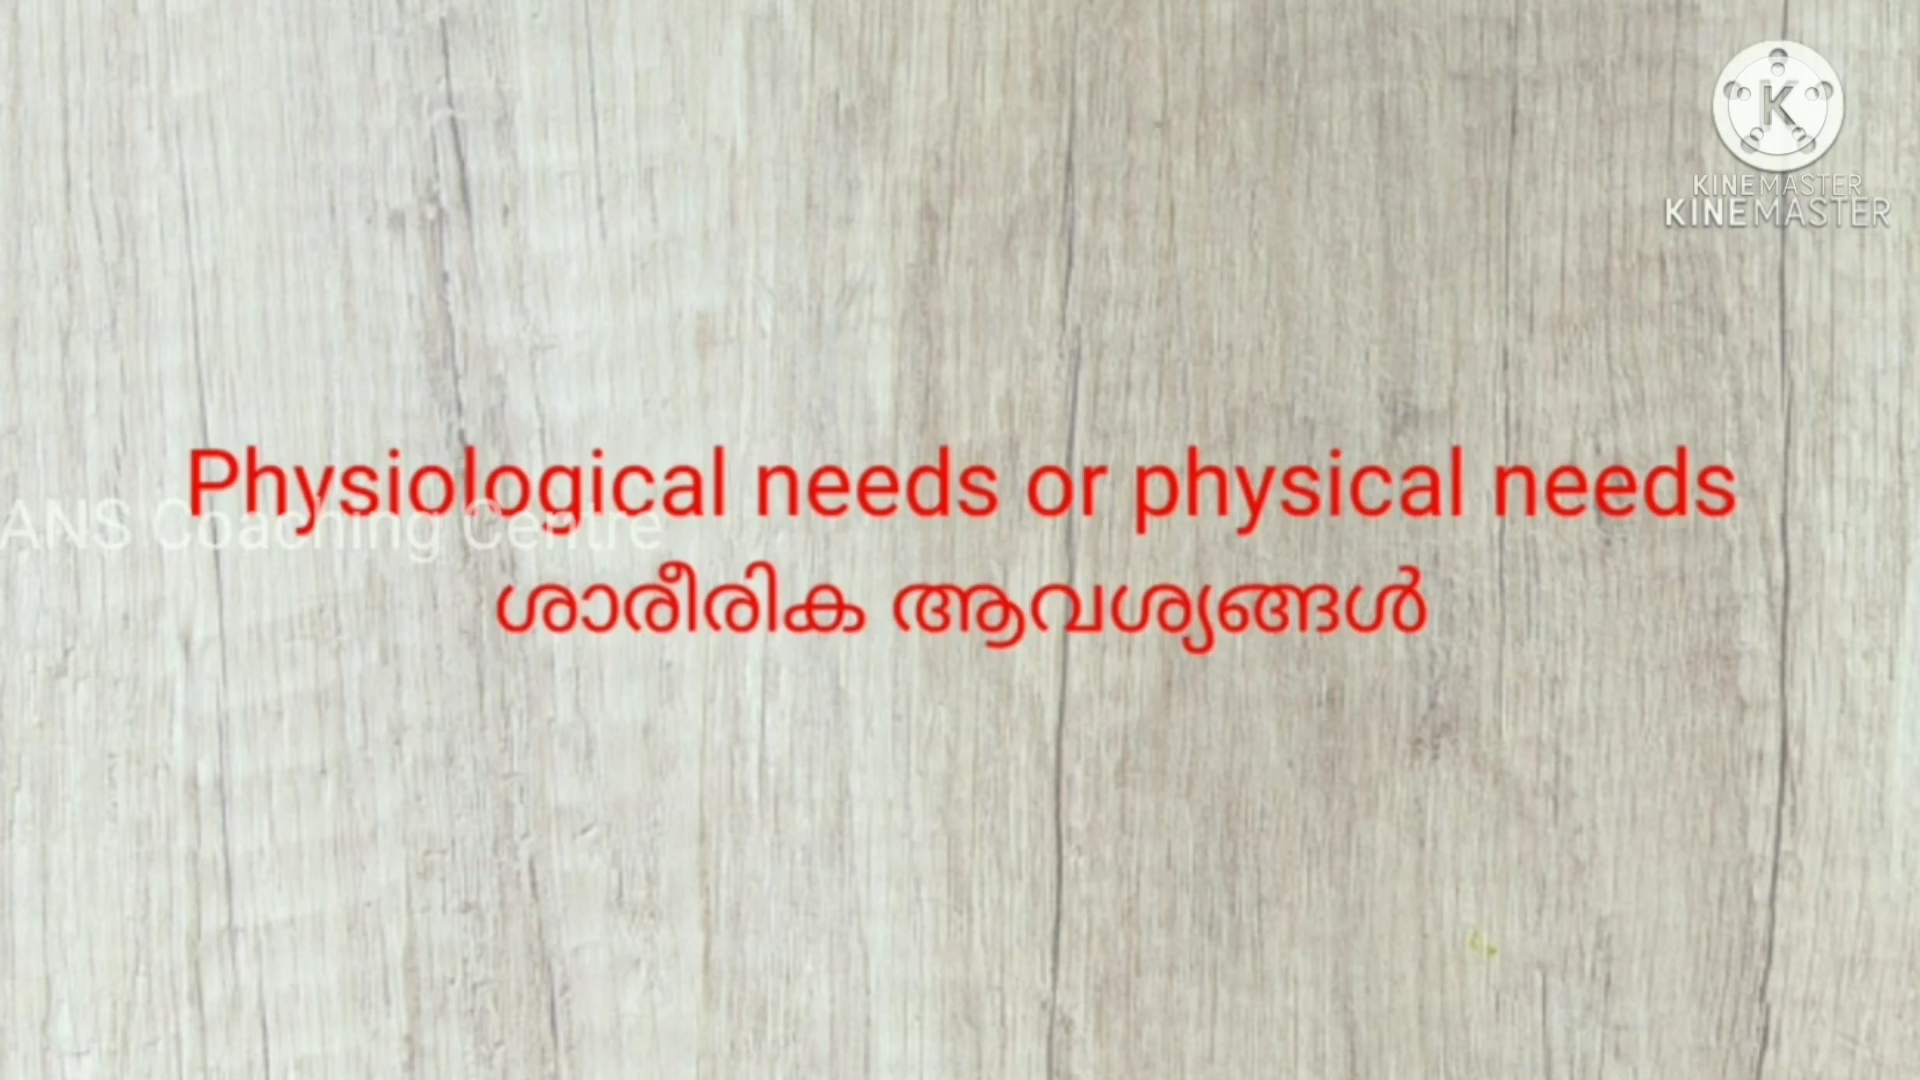 K
KINEMASTER
KINEMASTER
Physiological needs or physical needs
ANS Coaching Centre
ശാരീരിക ആവശ്യങ്ങൾ